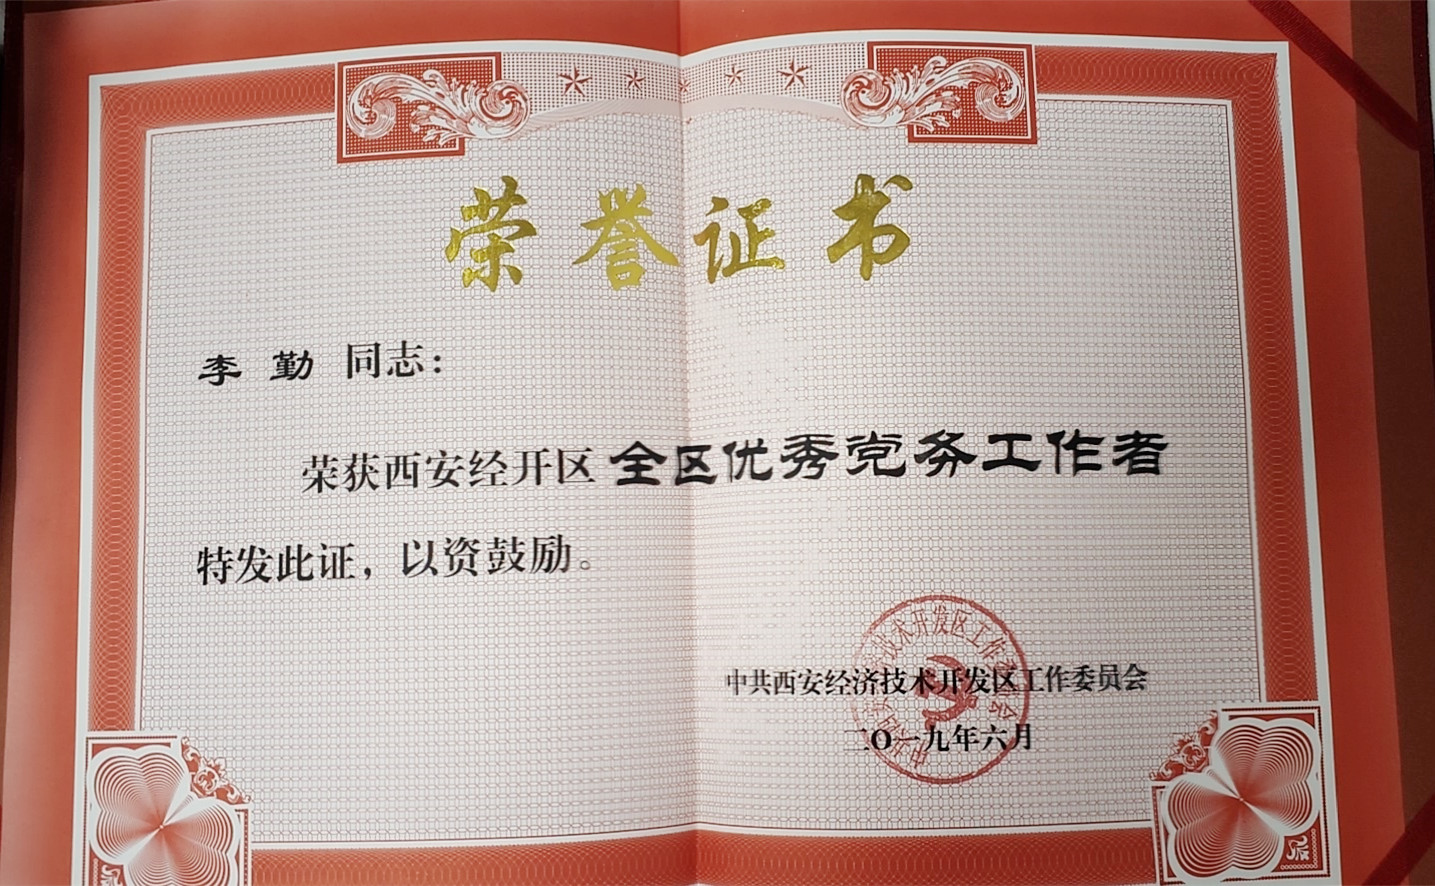 荣誉证书
李勤 同志：
荣获西安经开区 全区优秀党务工作者
特发此证，以资鼓励。
中共西安经济技术开发区工作委员会
二〇一九年六月